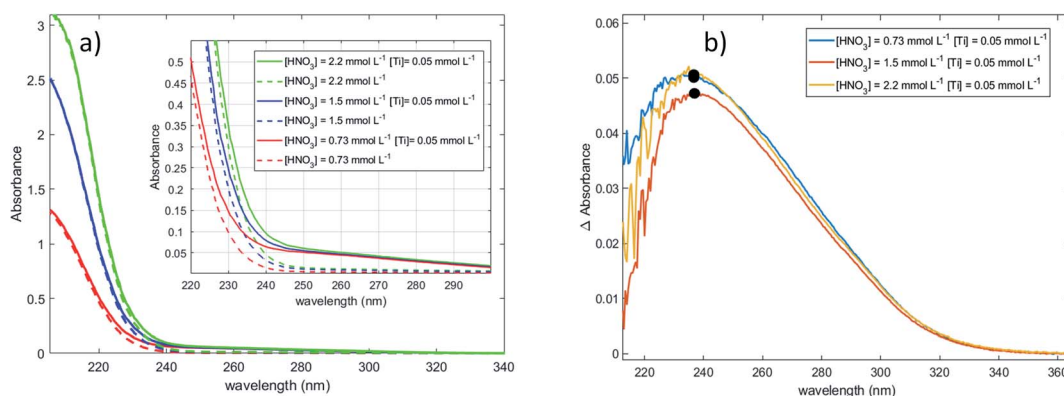 a)
3
2.5
2
1.5
1
0.5
0
Absorbance
220
240
260
280
300
320
340
wavelength (nm)
0.5
0.45
0.4
0.35
0.3
0.25
0.2
0.15
0.1
0.05
Absorbance
220
230
240
250
260
270
280
290
wavelength (nm)
[HNO₃] = 2.2 mmol L⁻¹ [Ti]= 0.05 mmol L⁻¹
[HNO₃] = 2.2 mmol L⁻¹
[HNO₃] = 1.5 mmol L⁻¹ [Ti]= 0.05 mmol L⁻¹
[HNO₃] = 1.5 mmol L⁻¹
[HNO₃] = 0.73 mmol L⁻¹ [Ti]= 0.05 mmol L⁻¹
[HNO₃] = 0.73 mmol L⁻¹
b)
0.06
0.05
0.04
0.03
0.02
0.01
0
Δ Absorbance
220
240
260
280
300
320
340
360
wavelength (nm)
[HNO₃] = 0.73 mmol L⁻¹ [Ti] = 0.05 mmol L⁻¹
[HNO₃] = 1.5 mmol L⁻¹ [Ti] = 0.05 mmol L⁻¹
[HNO₃] = 2.2 mmol L⁻¹ [Ti] = 0.05 mmol L⁻¹